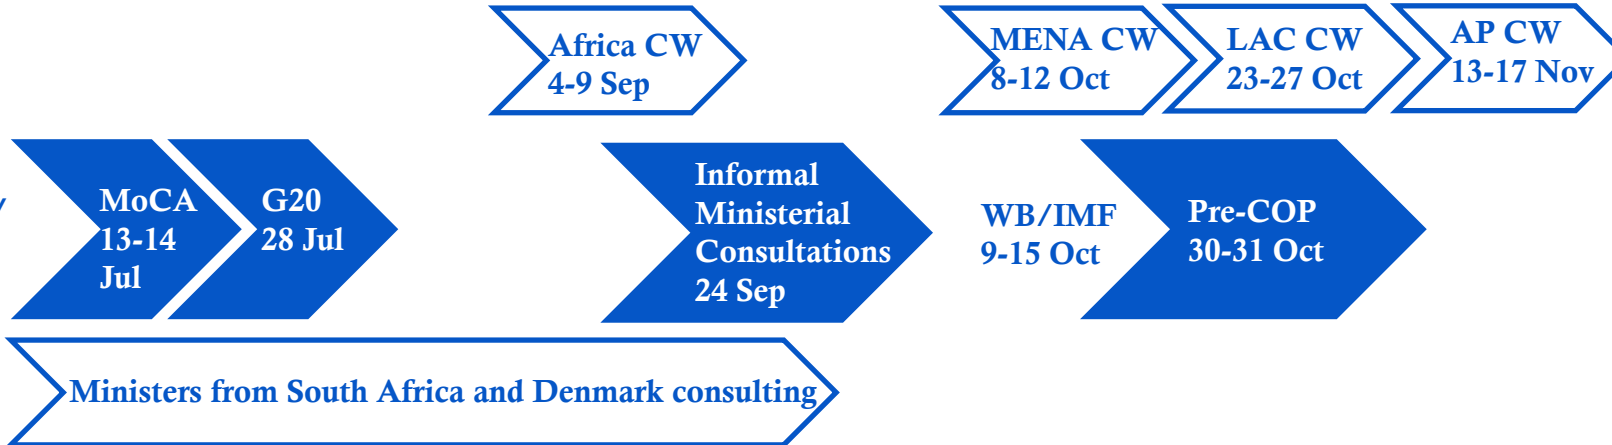 Africa CW
4-9 Sep
MENA CW
8-12 Oct
LAC CW
23-27 Oct
AP CW
13-17 Nov
MoCA
13-14
Jul
G20
28 Jul
Informal
Ministerial
Consultations
24 Sep
WB/IMF
9-15 Oct
Pre-COP
30-31 Oct
Ministers from South Africa and Denmark consulting